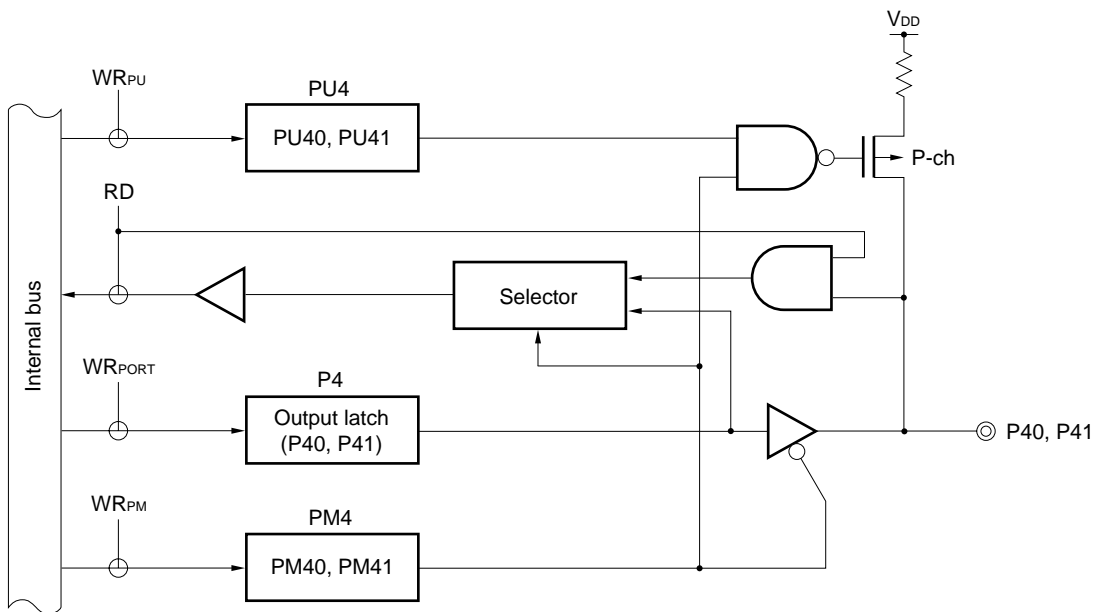 VDD
WRPU
PU4
PU40, PU41
P-ch
RD
Selector
Internal bus
WRPORT
P4
Output latch
(P40, P41)
P40, P41
WRPM
PM4
PM40, PM41